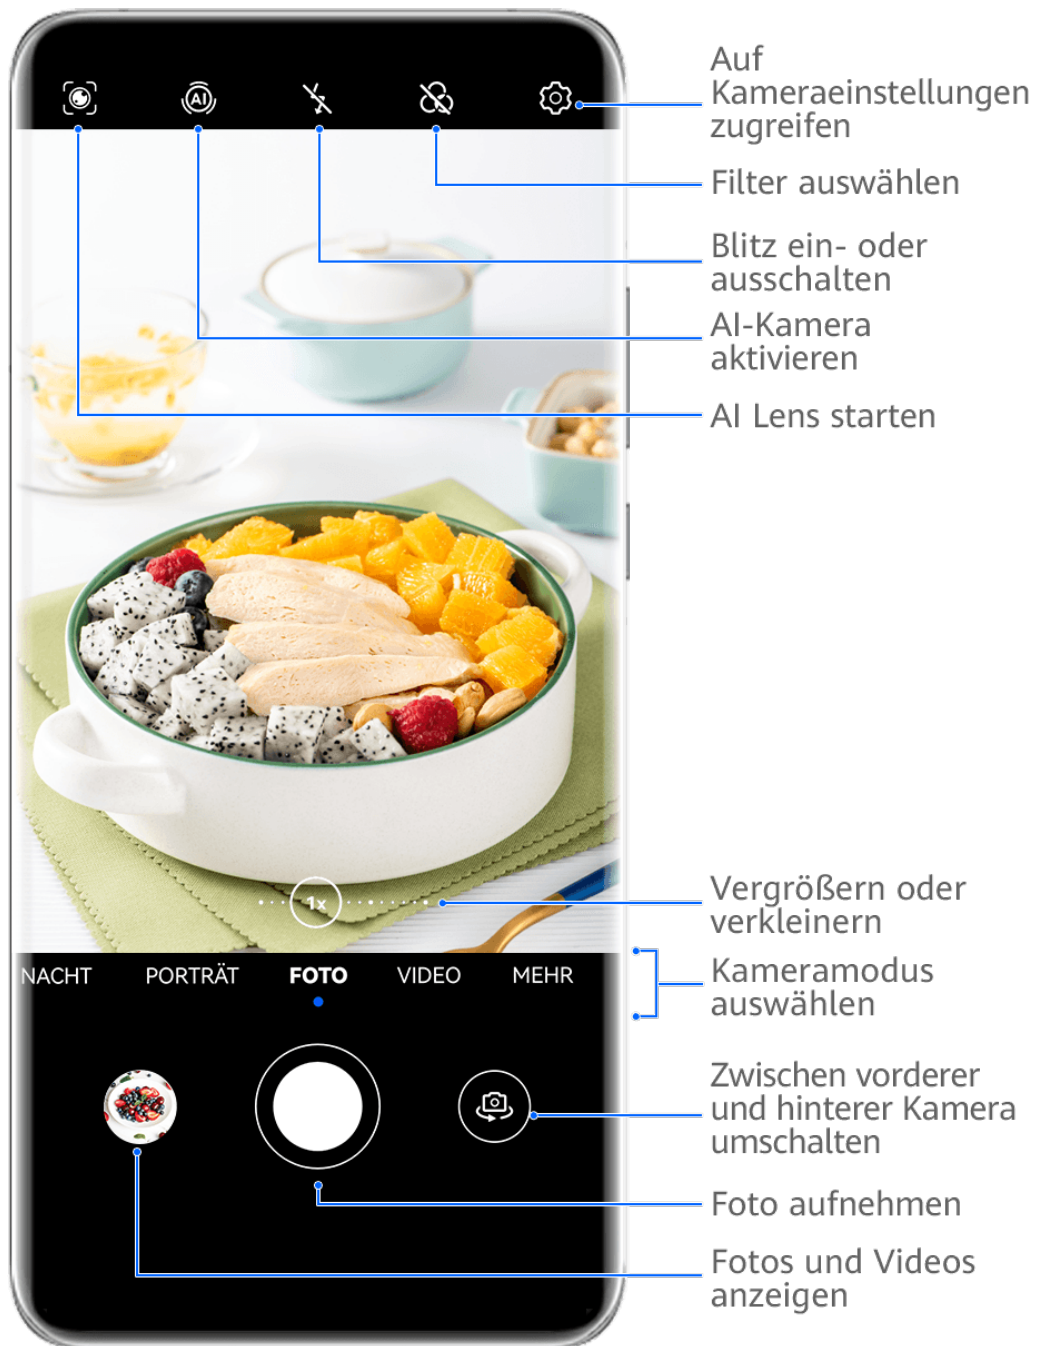 AI
Auf
Kameraeinstellungen
zugreifen
Filter auswählen
Blitz ein- oder
ausschalten
AI-Kamera
aktivieren
AI Lens starten
1x
Vergrößern oder
verkleinern
NACHT PORTRÄT FOTO VIDEO MEHR
Kameramodus
auswählen
Zwischen vorderer
und hinterer Kamera
umschalten
Foto aufnehmen
Fotos und Videos
anzeigen